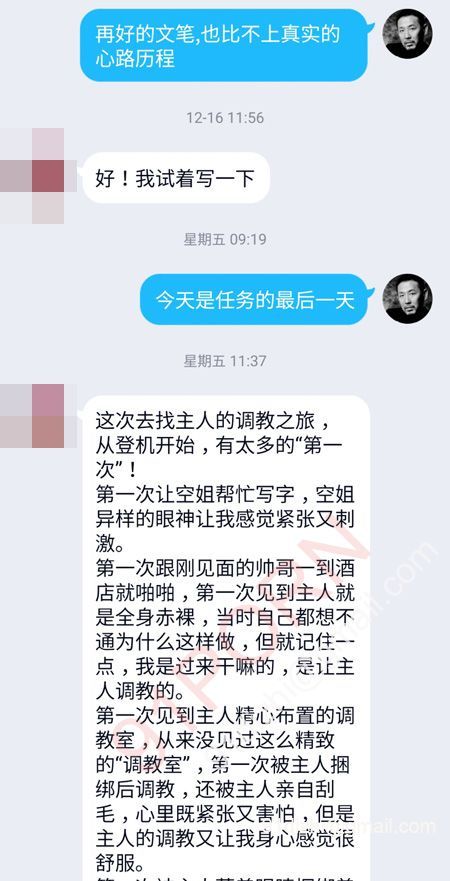 再好的文笔,也比不上真实的
心路历程
12-16 11:56
好！我试着写一下
星期五 09:19
今天是任务的最后一天
星期五 11:37
这次去找主人的调教之旅，
从登机开始，有太多的“第一
次”！
第一次让空姐帮忙写字，空姐
异样的眼神让我感觉紧张又刺
激。
第一次跟刚见面的帅哥一到酒
店就啪啪，第一次见到主人就
是全身赤裸，当时自己都想不
通为什么这样做，但就记住一
点，我是过来干嘛的，是让主
人调教的。
第一次见到主人精心布置的调
教室，从来没见过这么精致
的“调教室”，第一次被主人捆
绑后调教，还被主人亲自刮
毛，心里既紧张又害怕，但是
主人的调教又让我身心感觉很
舒服。
91PORN